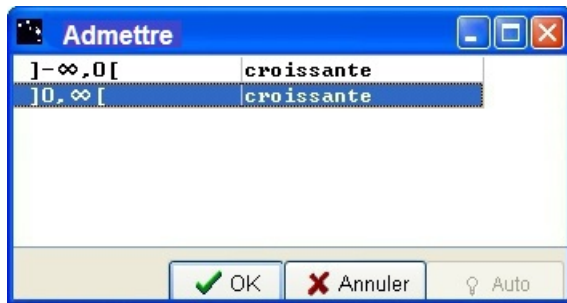 Admettre
]-∞,0[ croissante
]0,∞[ croissante
OK Annuler Auto